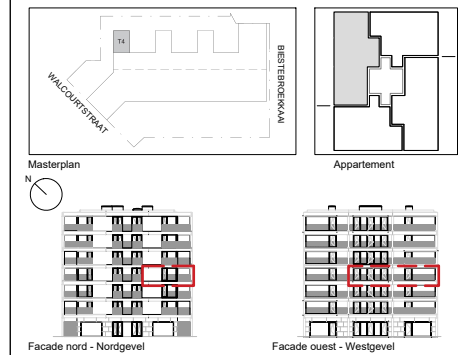 T4
WALCOURTSTRAAT
BIESTEBROEKKAAI
Masterplan
Appartement
N
Facade nord - Nordgevel
Facade ouest - Westgevel